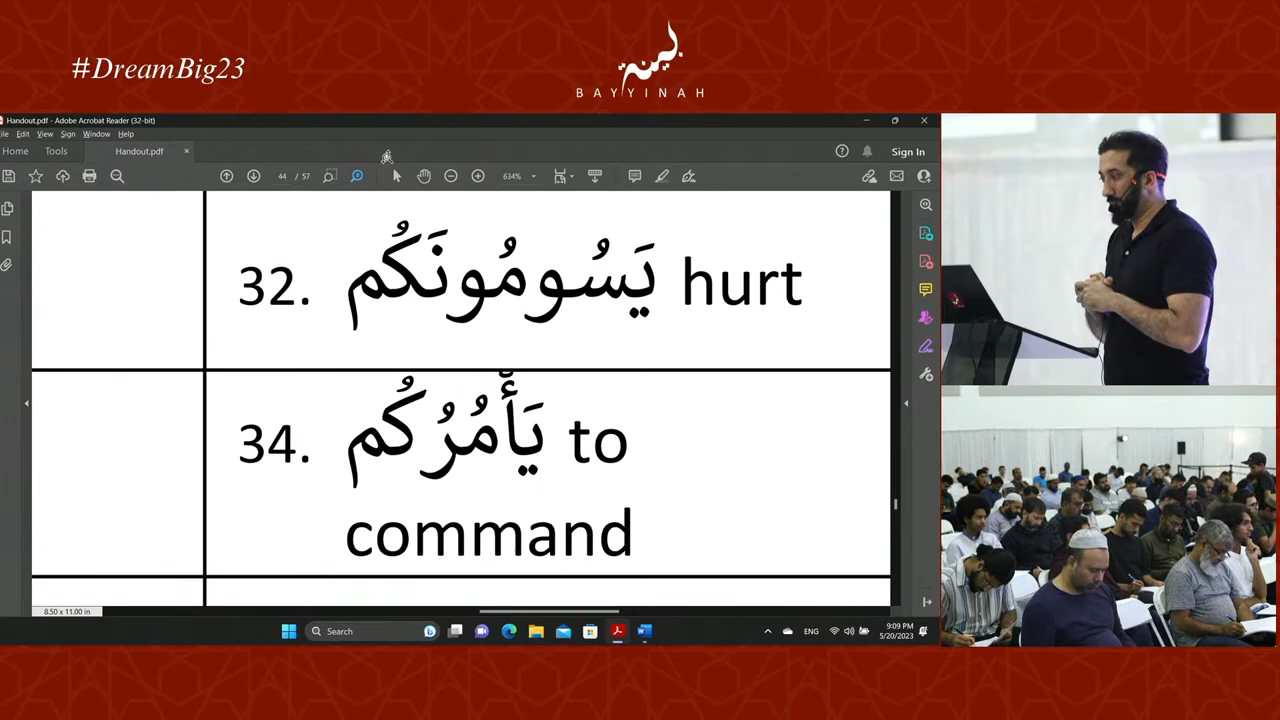 #DreamBig23
بينة
BAYYINAH
Handout.pdf - Adobe Acrobat Reader (32-bit)
ile Edit View Sign Window Help
Home Tools Handout.pdf × Sign In
44 / 57 634%
32. يَسُومُونَكُم hurt
34. يَأْمُرُكُم to
command
8.50 x 11.00 in
Search
ENG
9:09 PM
5/20/2023